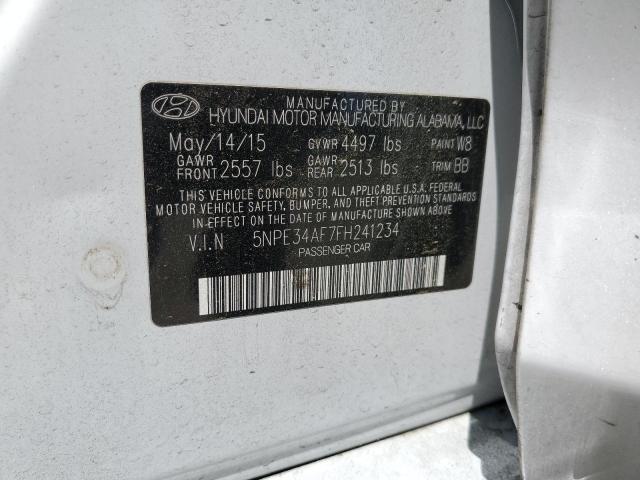 MANUFACTURED BY
HYUNDAI MOTOR MANUFACTURING ALABAMA, LLC
May/14/15 GVWR 4497 lbs PAINT W8
GAWR FRONT 2557 lbs GAWR REAR 2513 lbs TRIM BB
THIS VEHICLE CONFORMS TO ALL APPLICABLE U.S.A. FEDERAL
MOTOR VEHICLE SAFETY, BUMPER, AND THEFT PREVENTION STANDARDS
IN EFFECT ON THE DATE OF MANUFACTURE SHOWN ABOVE.
V.I.N 5NPE34AF7FH241234
PASSENGER CAR